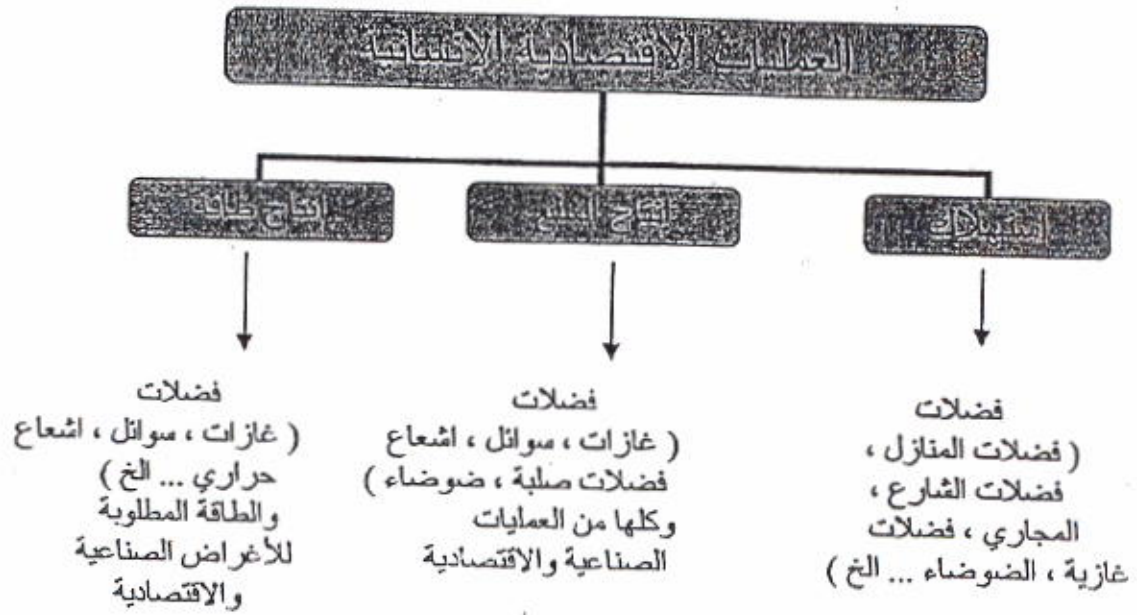 العمليات الاقتصادية الانسانية
استهلاك
إنتاج السلع
إنتاج طاقة
فضلات
( فضلات المنازل ،
فضلات الشارع ،
المجاري ، فضلات
غازية ، الضوضاء ... الخ )
فضلات
( غازات ، سوائل ، اشعاع
فضلات صلبة ، ضوضاء )
وكلها من العمايات
الصناعية والاقتصادية
فضلات
( غازات ، سوائل ، اشعاع
حراري ... الخ )
والطاقة المطلوبة
للأغراض الصناعية
والاقتصادية